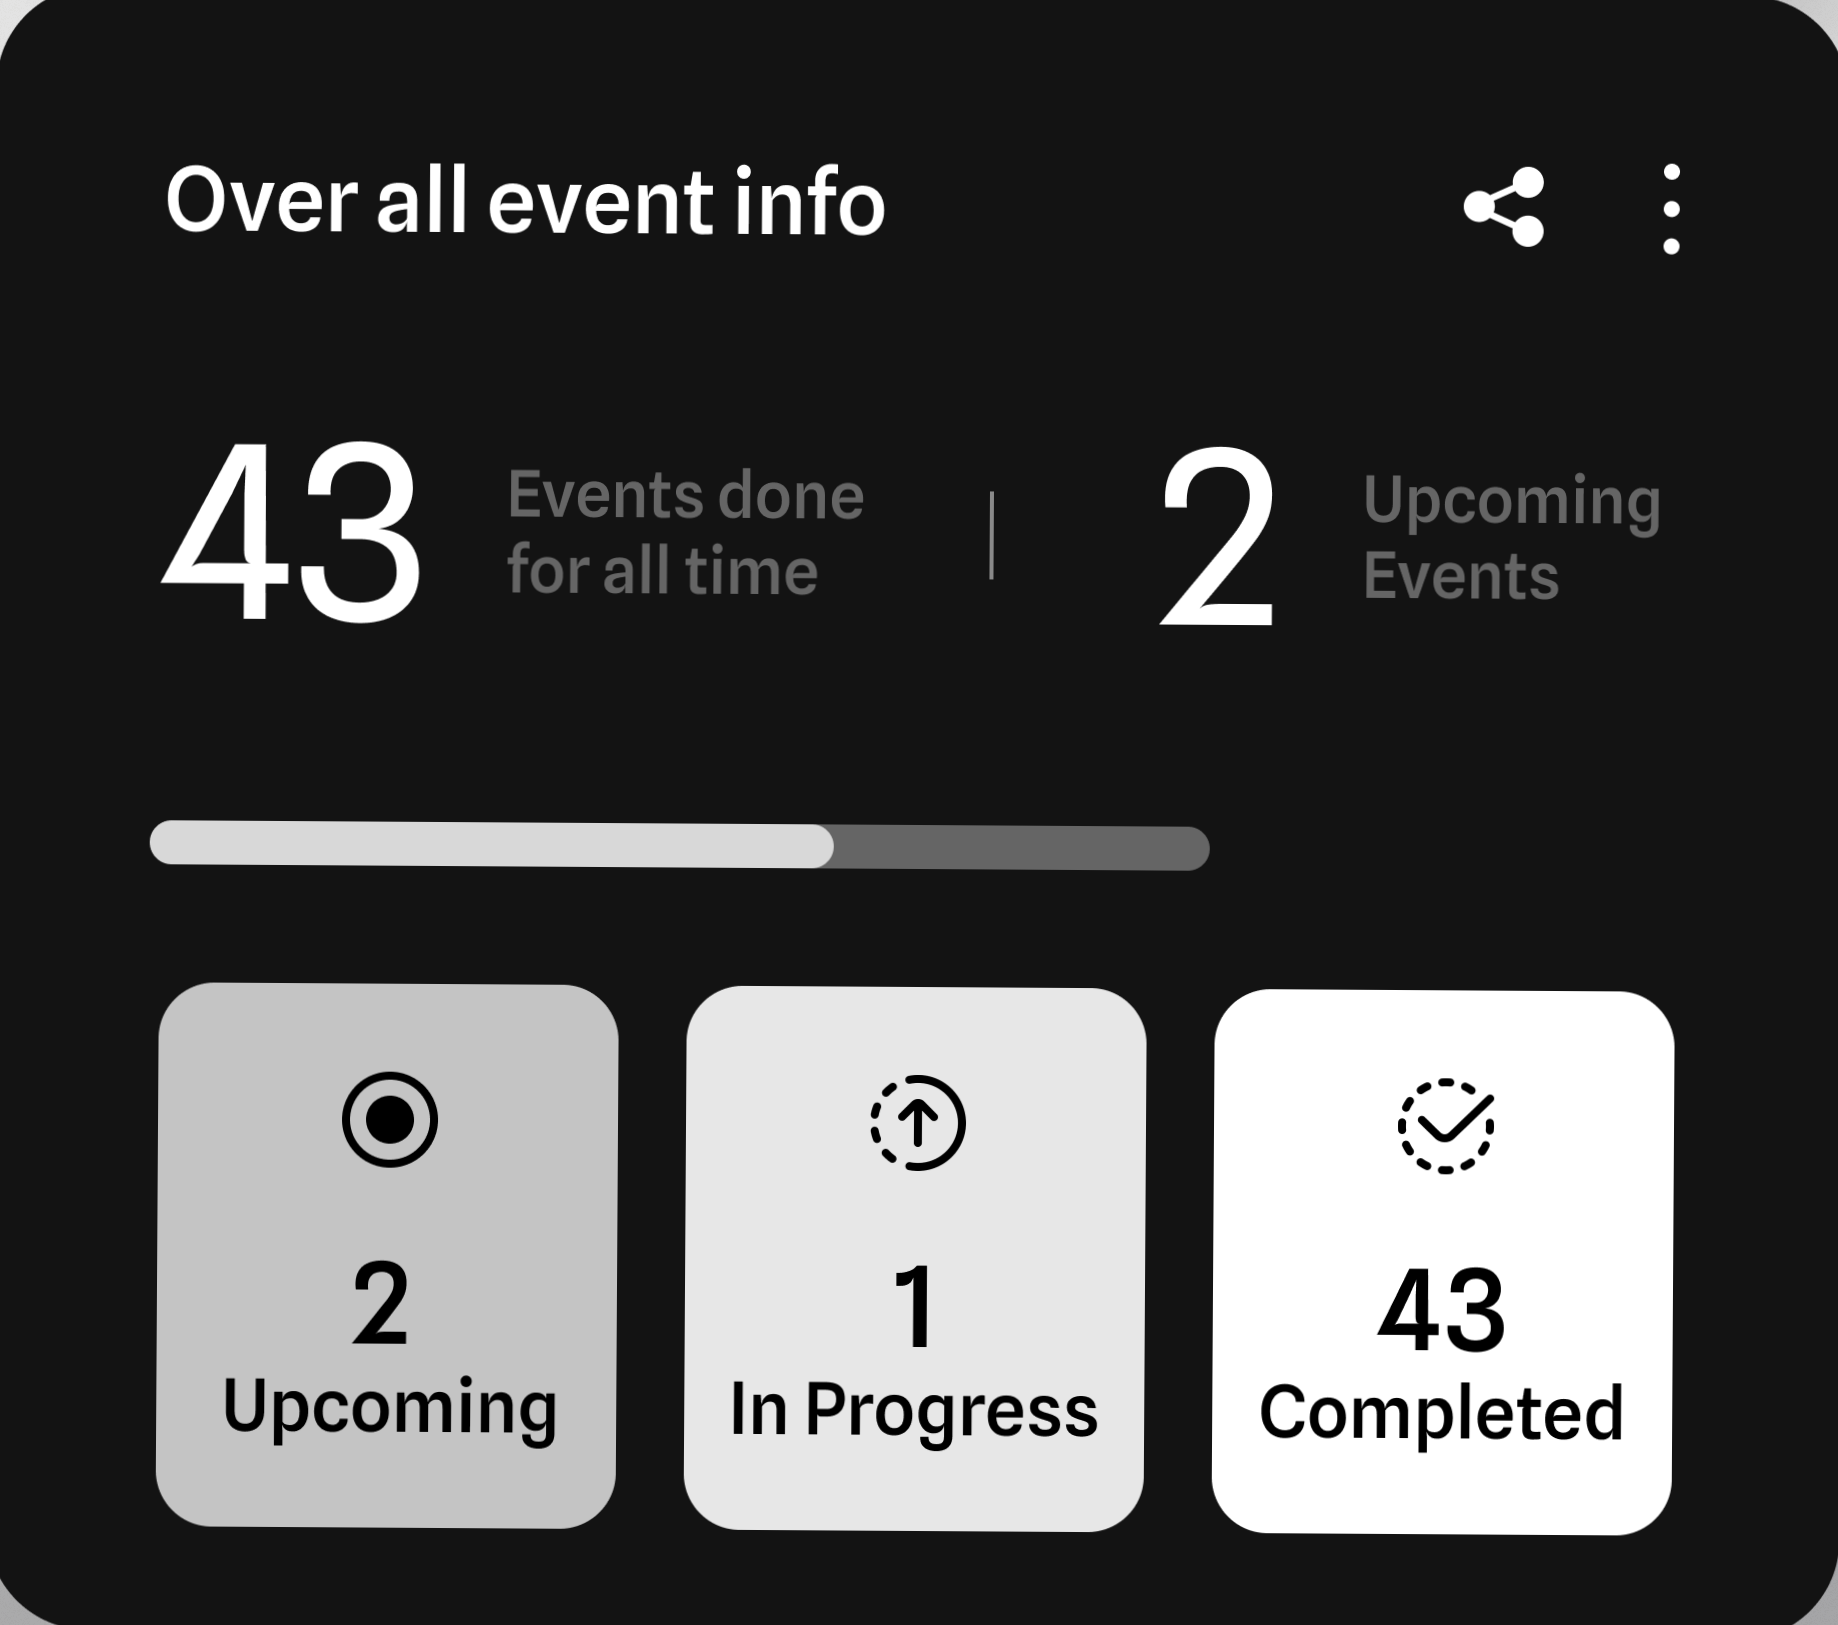 Over all event info
43
Events done
for all time
2
Upcoming
Events
2
Upcoming
1
In Progress
43
Completed